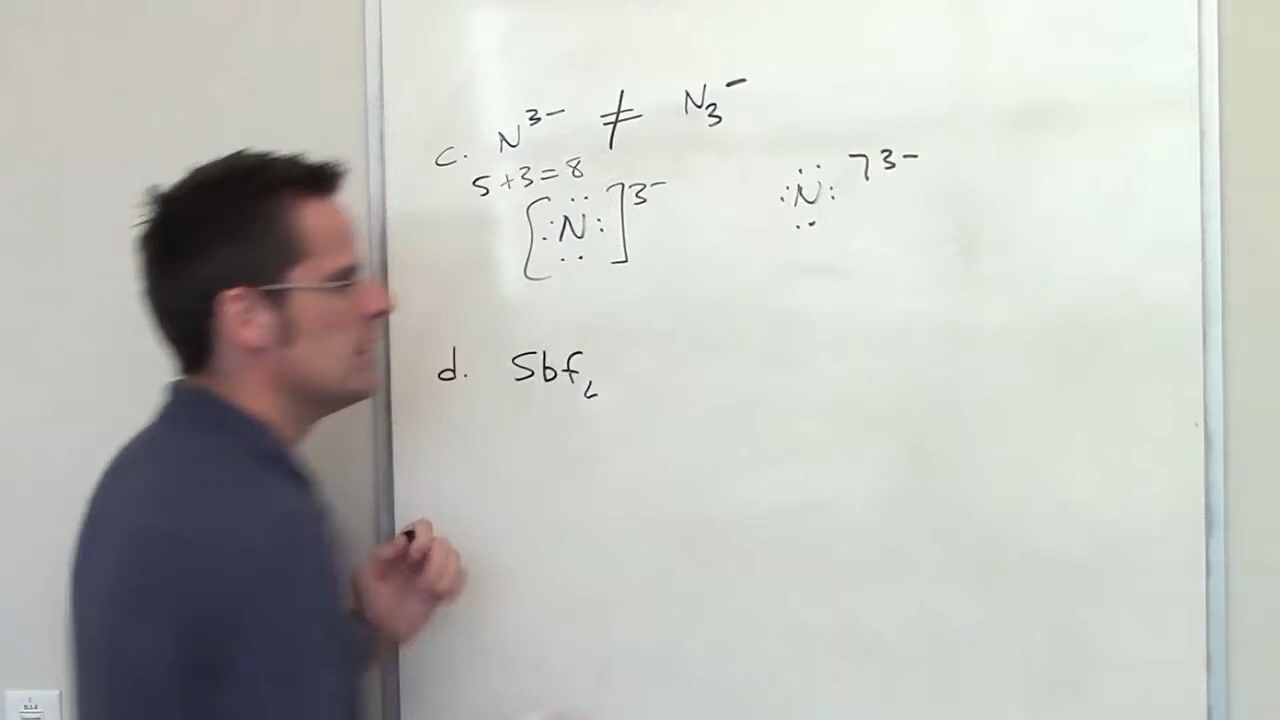 c. N³⁻ ≠ N₃⁻
5+3=8
[:N̈:]³⁻ :N̈: ⁊³⁻
d. SbF₆